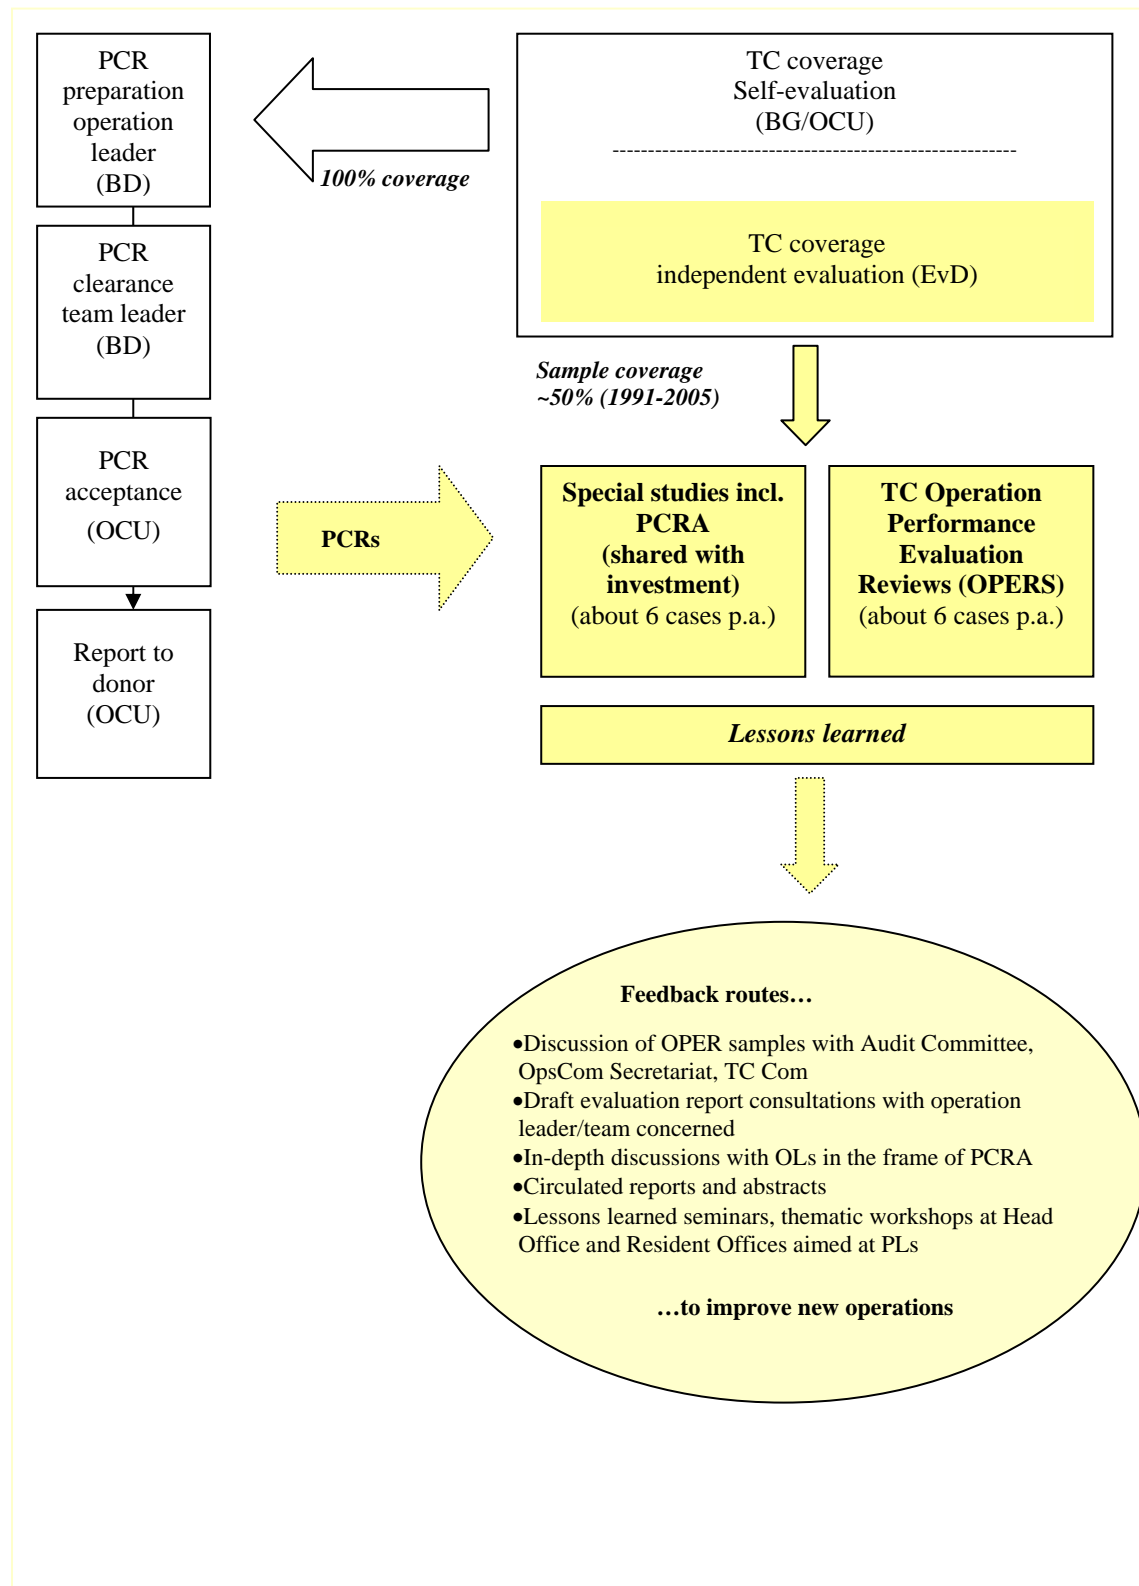 PCR
preparation
operation
leader
(BD)
PCR
clearance
team leader
(BD)
PCR
acceptance
(OCU)
Report to
donor
(OCU)
100% coverage
TC coverage
Self-evaluation
(BG/OCU)
---------------------------------------------------------
TC coverage
independent evaluation (EvD)
Sample coverage
~50% (1991-2005)
PCRs
Special studies incl.
PCRA
(shared with
investment)
(about 6 cases p.a.)
TC Operation
Performance
Evaluation
Reviews (OPERS)
(about 6 cases p.a.)
Lessons learned
Feedback routes…
•Discussion of OPER samples with Audit Committee,
OpsCom Secretariat, TC Com
•Draft evaluation report consultations with operation
leader/team concerned
•In-depth discussions with OLs in the frame of PCRA
•Circulated reports and abstracts
•Lessons learned seminars, thematic workshops at Head
Office and Resident Offices aimed at PLs
…to improve new operations